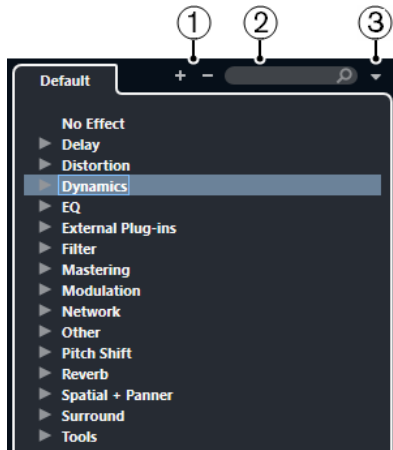 1 2 3
Default + −
No Effect
Delay
Distortion
Dynamics
EQ
External Plug-ins
Filter
Mastering
Modulation
Network
Other
Pitch Shift
Reverb
Spatial + Panner
Surround
Tools